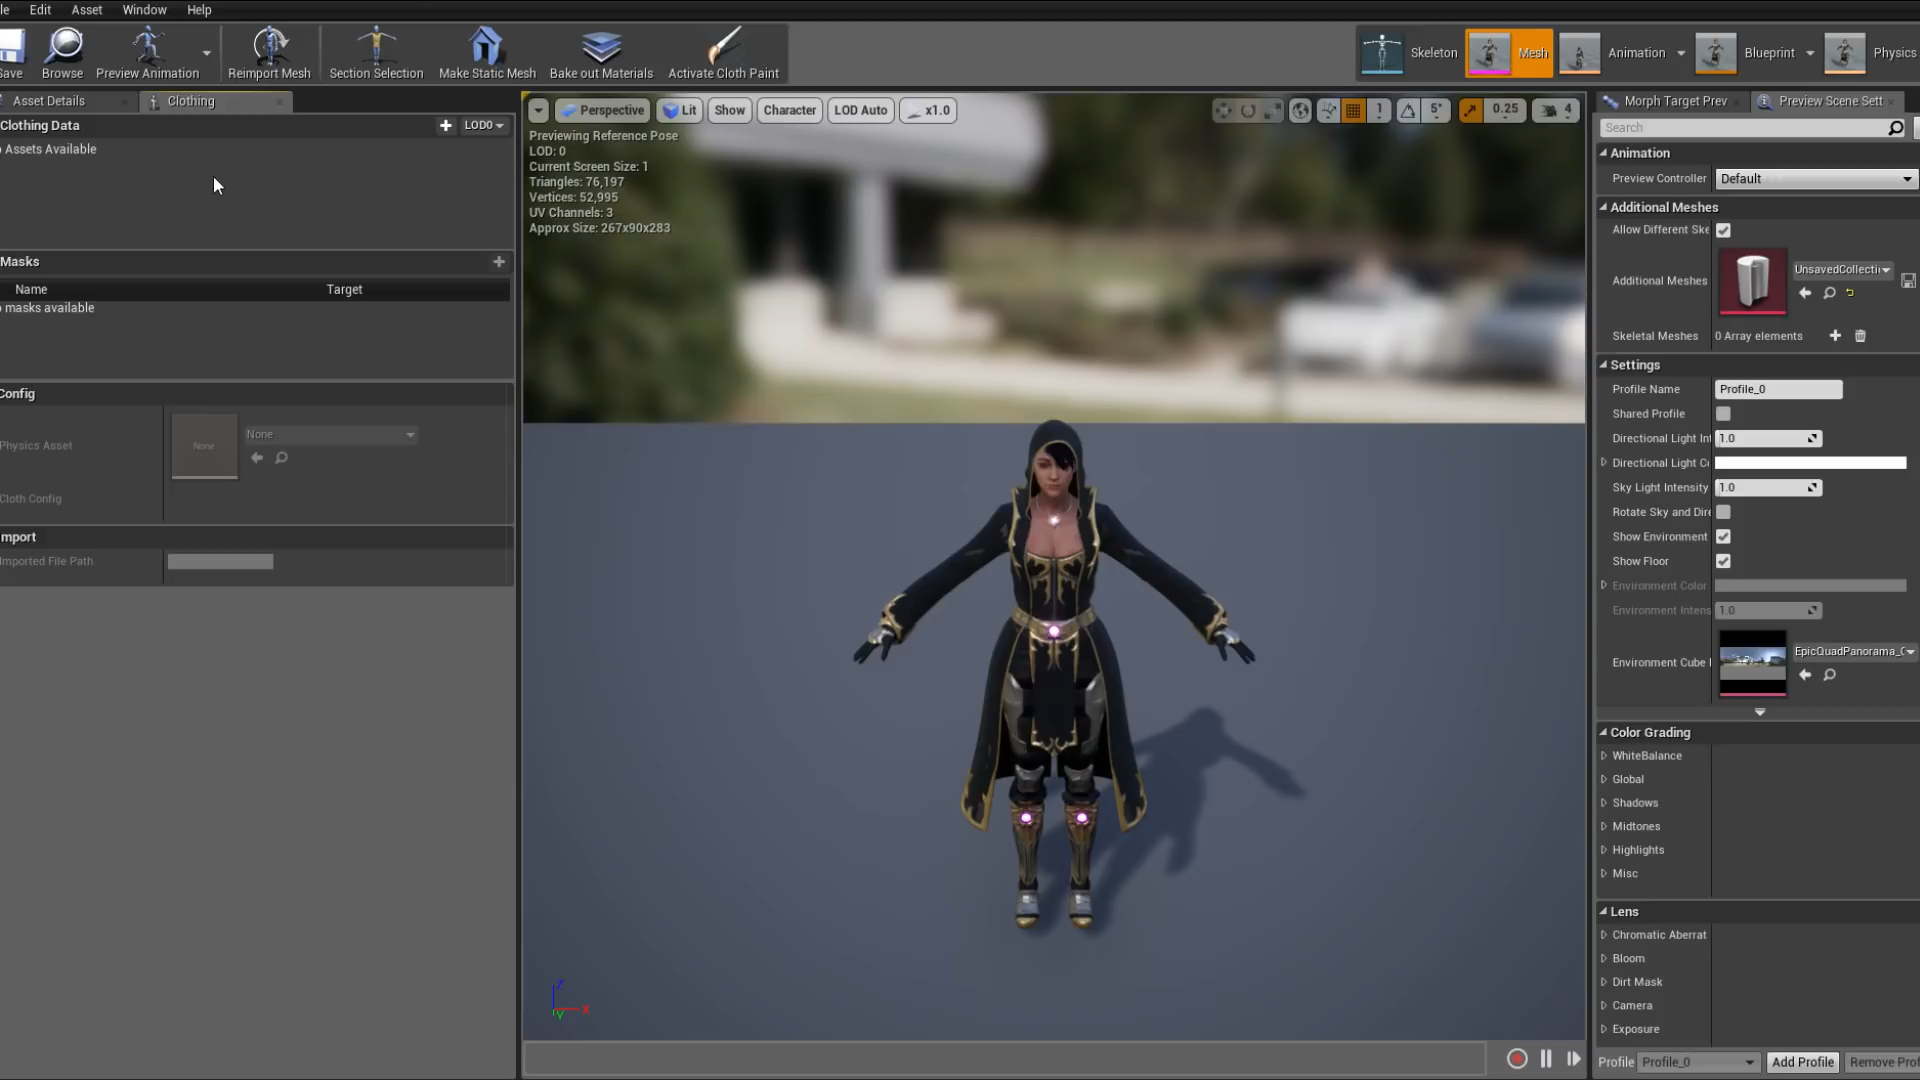 le Edit Asset Window Help
ave Browse Preview Animation Reimport Mesh Section Selection Make Static Mesh Bake out Materials Activate Cloth Paint
Skeleton Mesh Animation Blueprint Physics
Asset Details Clothing
Clothing Data LOD0
o Assets Available
Masks
Name Target
o masks available
Config
Physics Asset None None
Cloth Config
mport
Imported File Path
Perspective Lit Show Character LOD Auto x1.0
1 5° 0.25 4
Previewing Reference Pose
LOD: 0
Current Screen Size: 1
Triangles: 76,197
Vertices: 52,995
UV Channels: 3
Approx Size: 267x90x283
Z
X
Y
Morph Target Prev Preview Scene Sett
Search
Animation
Preview Controller Default
Additional Meshes
Allow Different Ske
Additional Meshes UnsavedCollecti
Skeletal Meshes 0 Array elements
Settings
Profile Name Profile_0
Shared Profile
Directional Light Int 1.0
Directional Light Co
Sky Light Intensity 1.0
Rotate Sky and Dire
Show Environment
Show Floor
Environment Color
Environment Intens 1.0
Environment Cube EpicQuadPanorama_C
Color Grading
WhiteBalance
Global
Shadows
Midtones
Highlights
Misc
Lens
Chromatic Aberrat
Bloom
Dirt Mask
Camera
Exposure
Profile Profile_0 Add Profile Remove Prof